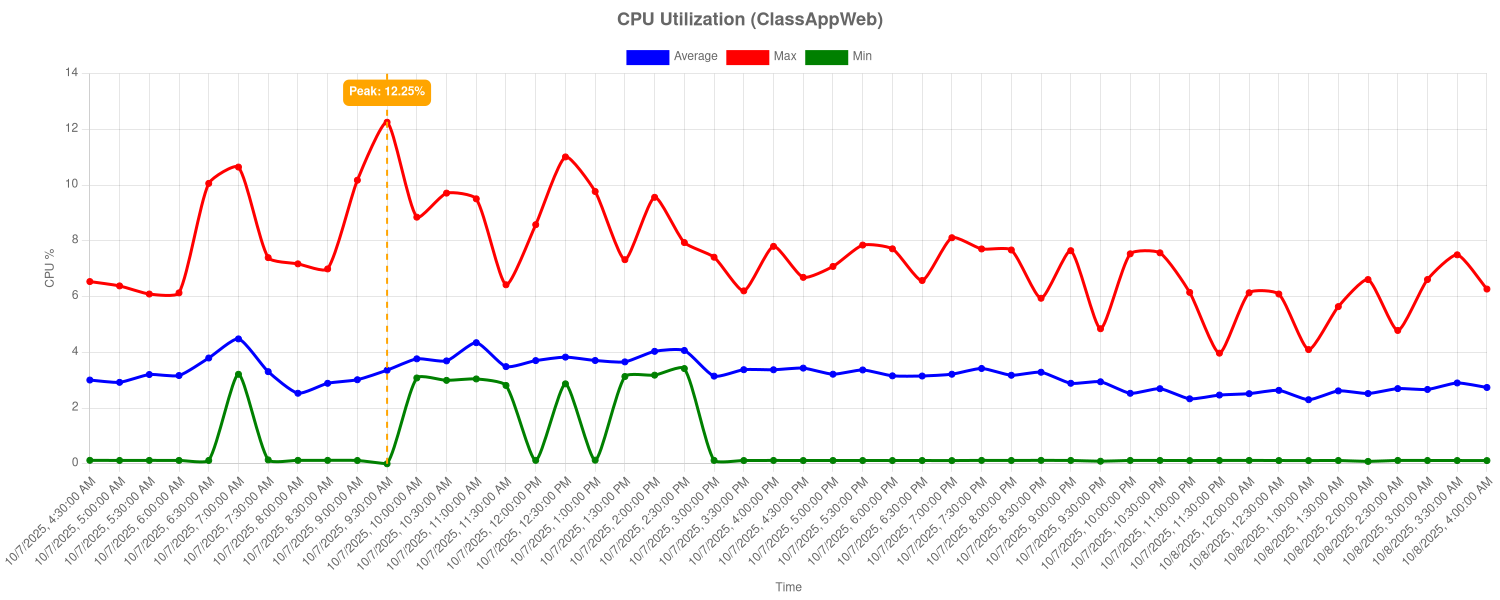 CPU Utilization (ClassAppWeb)
Average Max Min
Peak: 12.25%
CPU %
14
12
10
8
6
4
2
0
10/7/2025, 4:30:00 AM
10/7/2025, 5:00:00 AM
10/7/2025, 5:30:00 AM
10/7/2025, 6:00:00 AM
10/7/2025, 6:30:00 AM
10/7/2025, 7:00:00 AM
10/7/2025, 7:30:00 AM
10/7/2025, 8:00:00 AM
10/7/2025, 8:30:00 AM
10/7/2025, 9:00:00 AM
10/7/2025, 9:30:00 AM
10/7/2025, 10:00:00 AM
10/7/2025, 10:30:00 AM
10/7/2025, 11:00:00 AM
10/7/2025, 11:30:00 AM
10/7/2025, 12:00:00 PM
10/7/2025, 12:30:00 PM
10/7/2025, 1:00:00 PM
10/7/2025, 1:30:00 PM
10/7/2025, 2:00:00 PM
10/7/2025, 2:30:00 PM
10/7/2025, 3:00:00 PM
10/7/2025, 3:30:00 PM
10/7/2025, 4:00:00 PM
10/7/2025, 4:30:00 PM
10/7/2025, 5:00:00 PM
10/7/2025, 5:30:00 PM
10/7/2025, 6:00:00 PM
10/7/2025, 6:30:00 PM
10/7/2025, 7:00:00 PM
10/7/2025, 7:30:00 PM
10/7/2025, 8:00:00 PM
10/7/2025, 8:30:00 PM
10/7/2025, 9:00:00 PM
10/7/2025, 9:30:00 PM
10/7/2025, 10:00:00 PM
10/7/2025, 10:30:00 PM
10/7/2025, 11:00:00 PM
10/7/2025, 11:30:00 PM
10/8/2025, 12:00:00 AM
10/8/2025, 12:30:00 AM
10/8/2025, 1:00:00 AM
10/8/2025, 1:30:00 AM
10/8/2025, 2:00:00 AM
10/8/2025, 2:30:00 AM
10/8/2025, 3:00:00 AM
10/8/2025, 3:30:00 AM
10/8/2025, 4:00:00 AM
Time